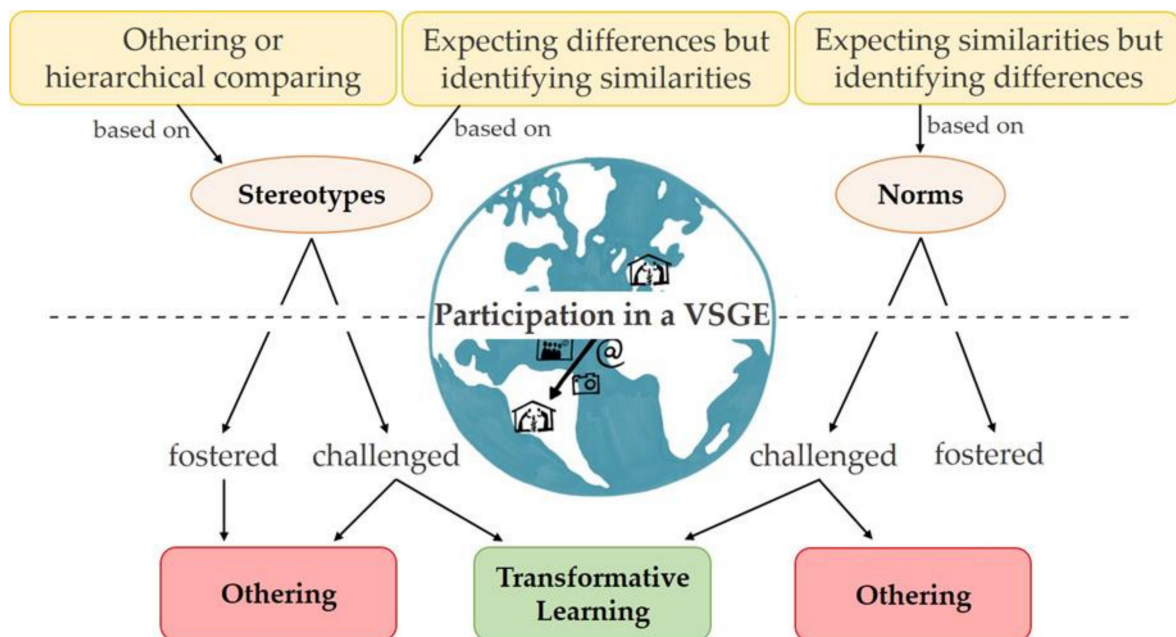 Othering or
hierarchical comparing
Expecting differences but
identifying similarities
Expecting similarities but
identifying differences
based on
based on
based on
Stereotypes
Norms
Participation in a VSGE
@
fostered
challenged
challenged
fostered
Othering
Transformative
Learning
Othering